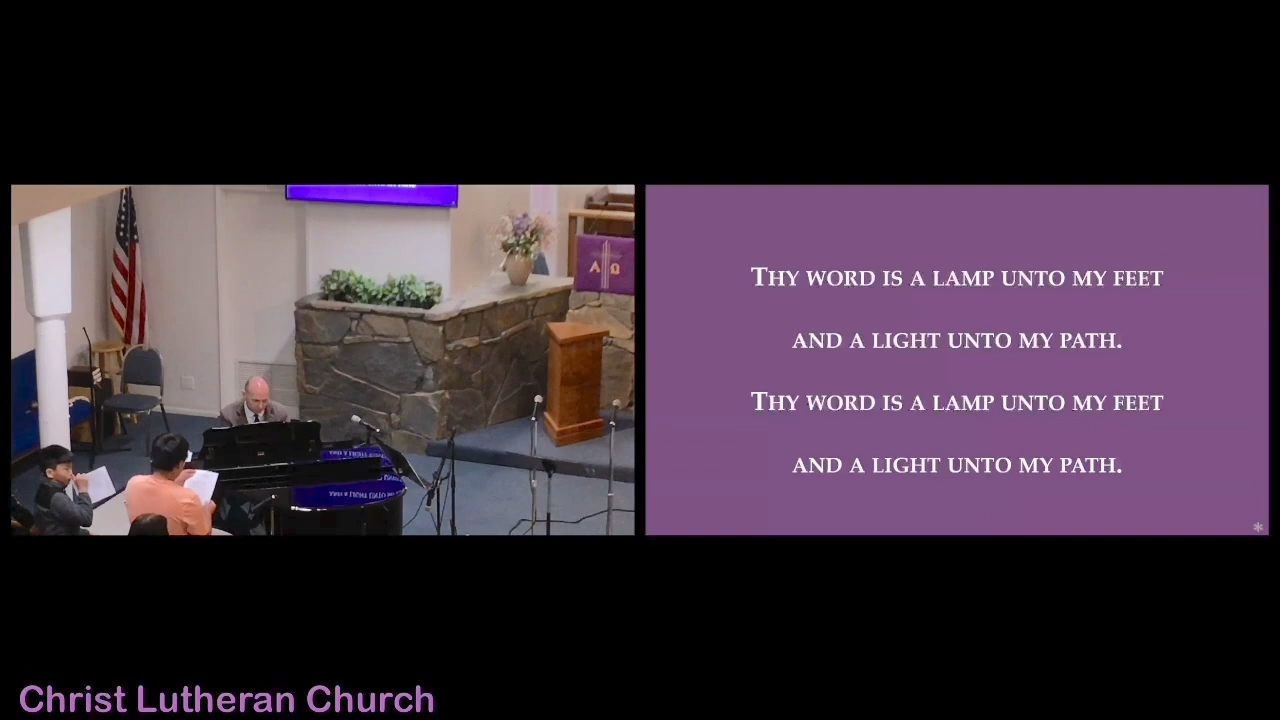 ΑΩ
THY WORD IS A LAMP UNTO MY FEET
AND A LIGHT UNTO MY PATH.
THY WORD IS A LAMP UNTO MY FEET
AND A LIGHT UNTO MY PATH.
Christ Lutheran Church